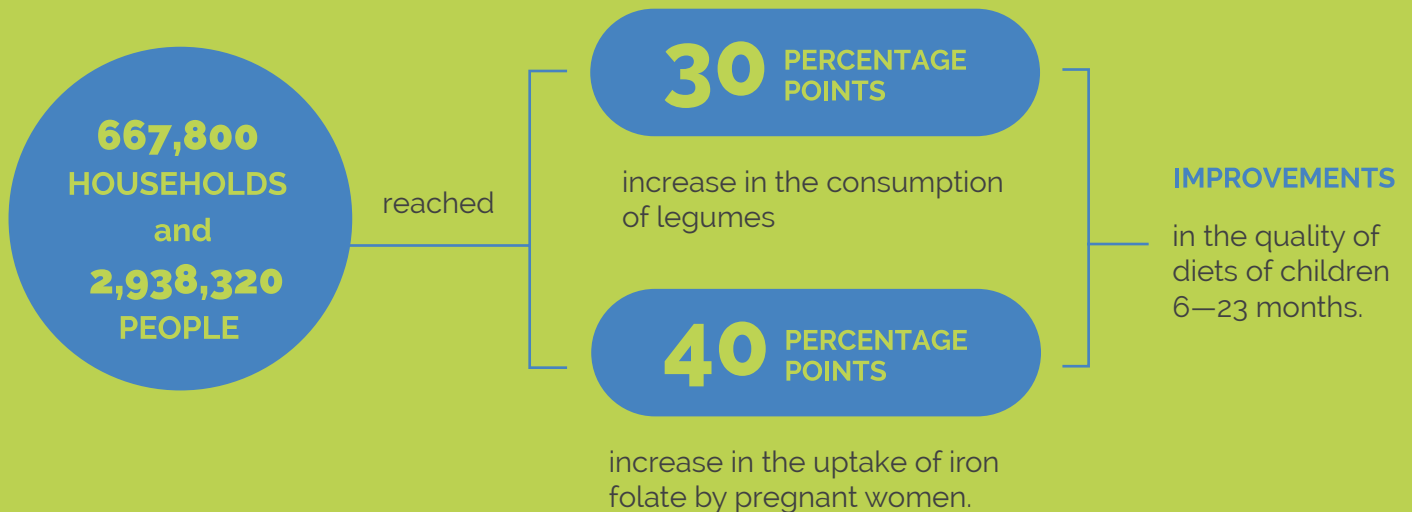 667,800
HOUSEHOLDS
and
2,938,320
PEOPLE
reached
30 PERCENTAGE
POINTS
increase in the consumption
of legumes
40 PERCENTAGE
POINTS
increase in the uptake of iron
folate by pregnant women.
IMPROVEMENTS
in the quality of
diets of children
6—23 months.